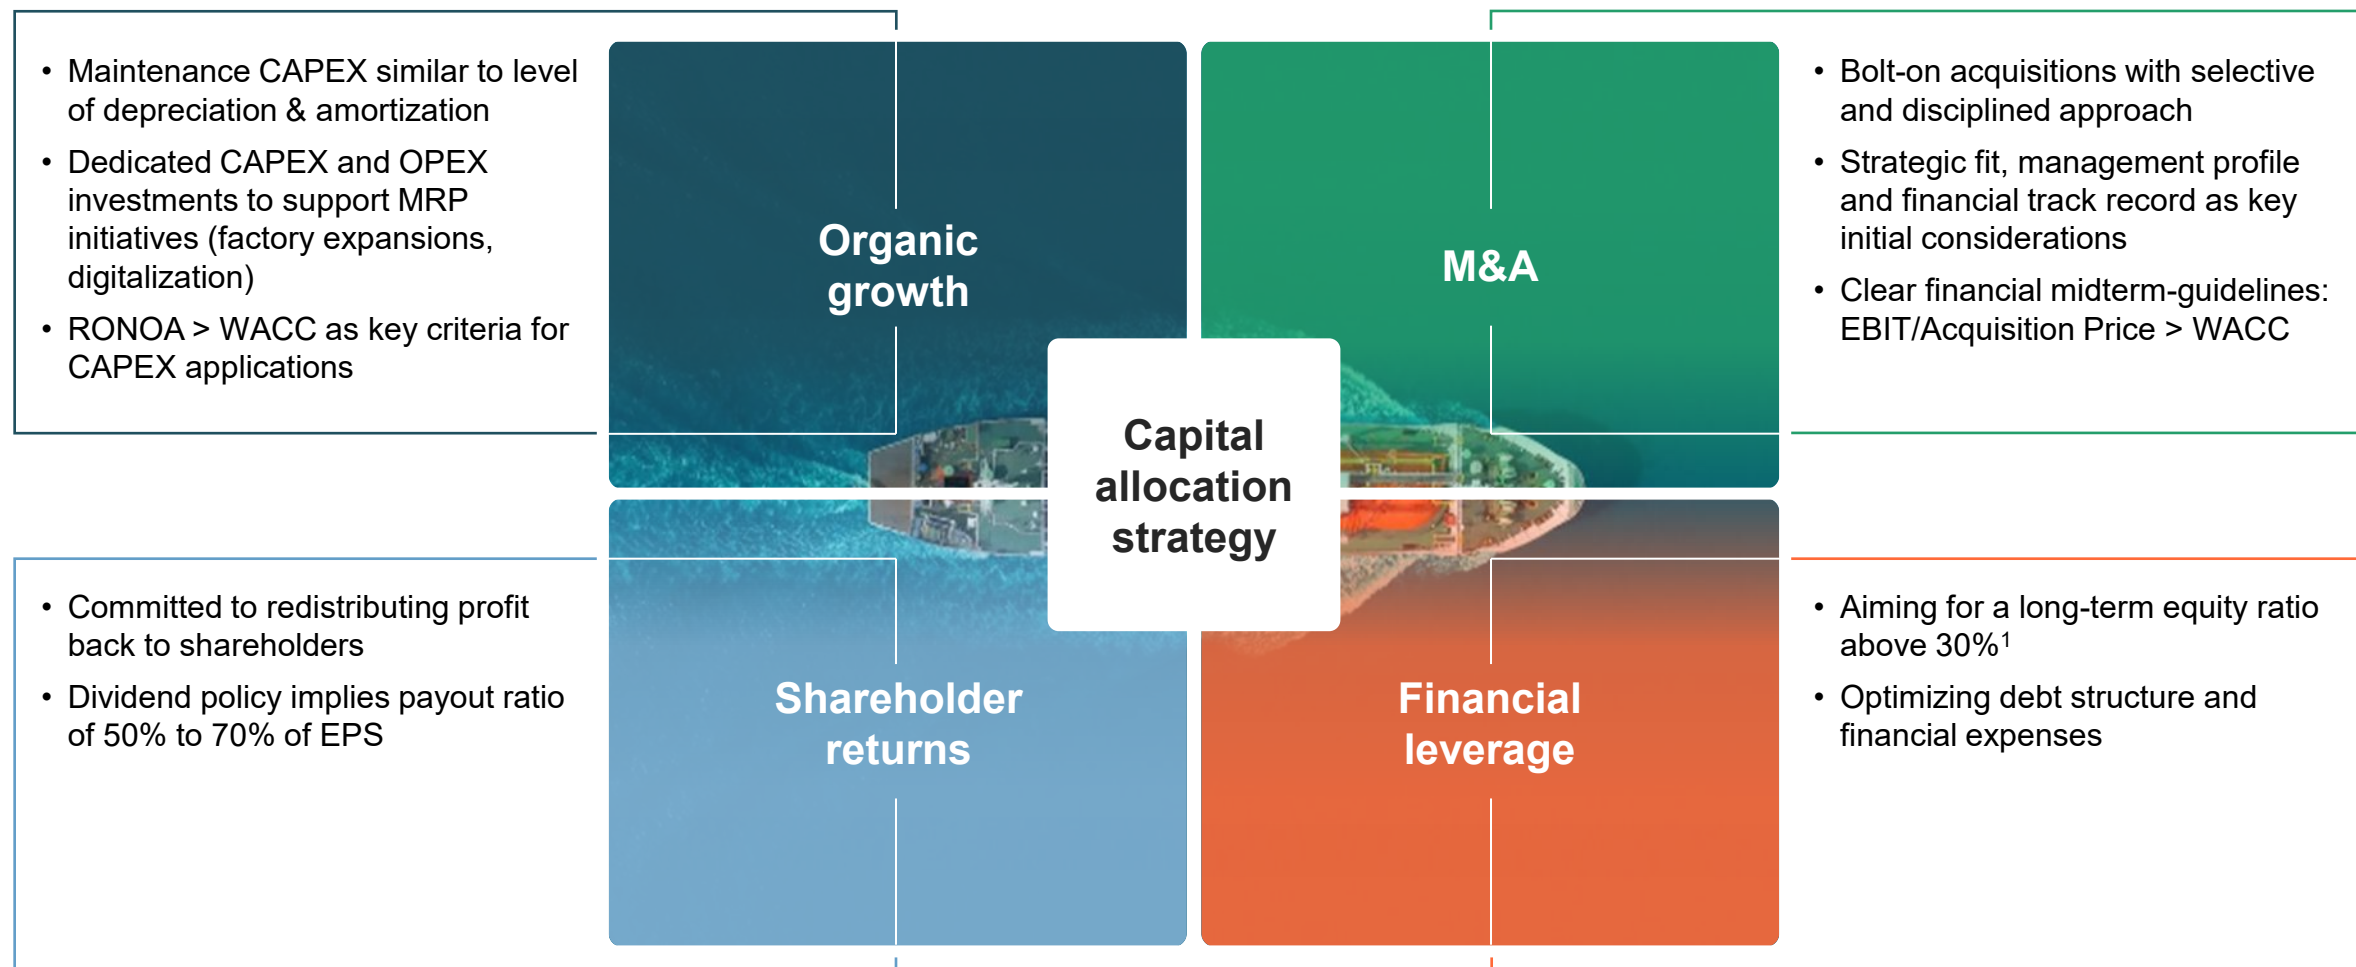 • Maintenance CAPEX similar to level
of depreciation & amortization
• Dedicated CAPEX and OPEX
investments to support MRP
initiatives (factory expansions,
digitalization)
• RONOA > WACC as key criteria for
CAPEX applications
Organic
growth
M&A
• Bolt-on acquisitions with selective
and disciplined approach
• Strategic fit, management profile
and financial track record as key
initial considerations
• Clear financial midterm-guidelines:
EBIT/Acquisition Price > WACC
Capital
allocation
strategy
• Committed to redistributing profit
back to shareholders
• Dividend policy implies payout ratio
of 50% to 70% of EPS
Shareholder
returns
Financial
leverage
• Aiming for a long-term equity ratio
above 30%¹
• Optimizing debt structure and
financial expenses